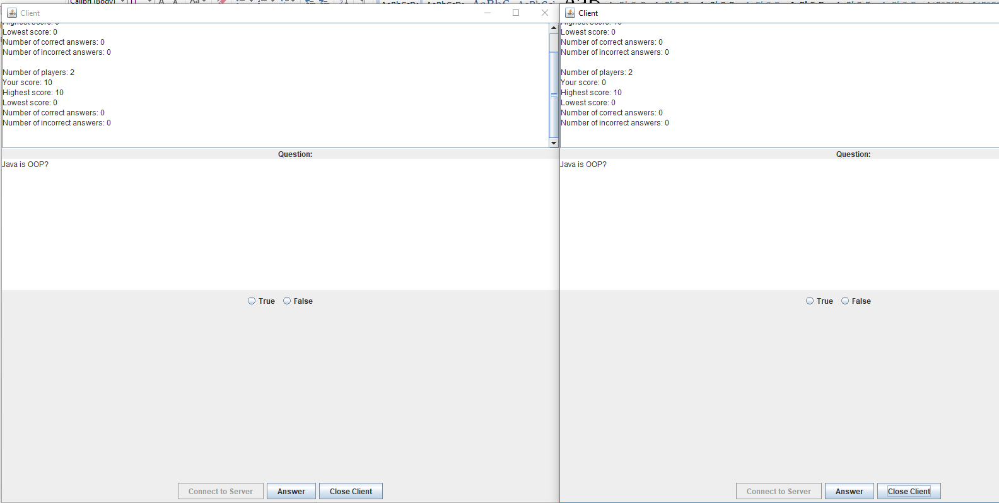 Calibri (Body)
Client
Highest score: 0
Lowest score: 0
Number of correct answers: 0
Number of incorrect answers: 0
Number of players: 2
Your score: 10
Highest score: 10
Lowest score: 0
Number of correct answers: 0
Number of incorrect answers: 0
Question:
Java is OOP?
True False
Connect to Server Answer Close Client
Client
Highest score: 10
Lowest score: 0
Number of correct answers: 0
Number of incorrect answers: 0
Number of players: 2
Your score: 0
Highest score: 10
Lowest score: 0
Number of correct answers: 0
Number of incorrect answers: 0
Question:
Java is OOP?
True False
Connect to Server Answer Close Client